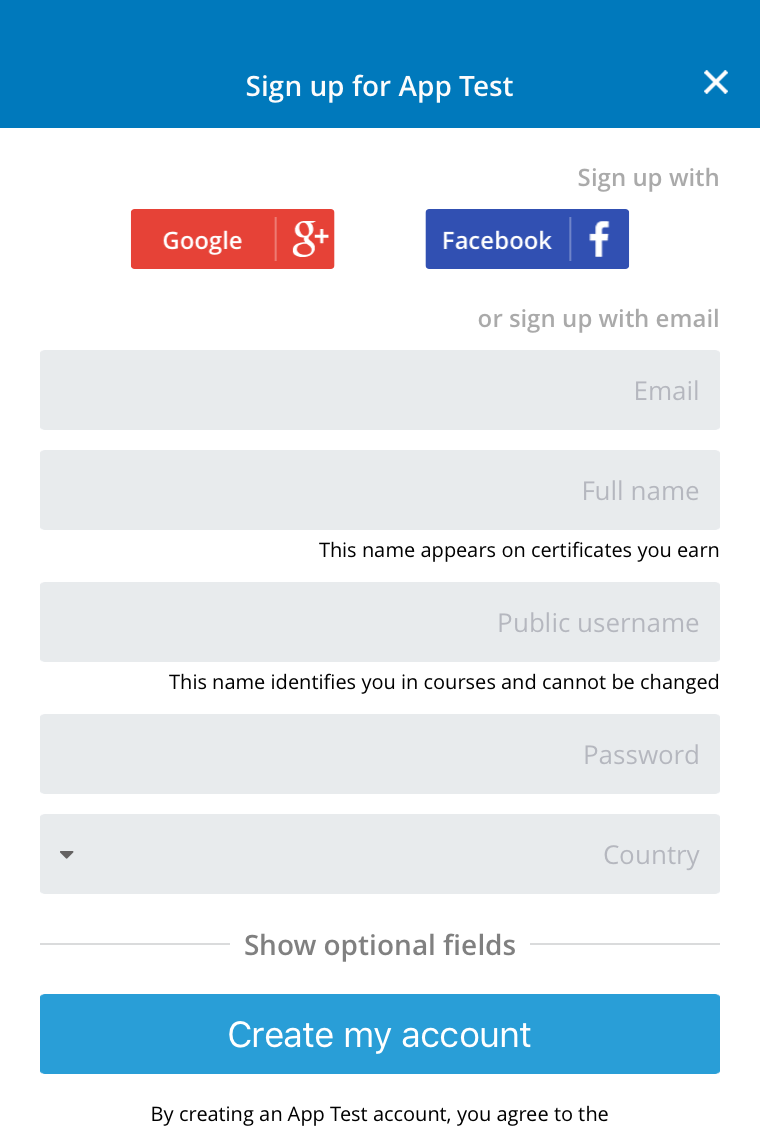 Sign up for App Test
Sign up with
Google g+
Facebook f
or sign up with email
Email
Full name
This name appears on certificates you earn
Public username
This name identifies you in courses and cannot be changed
Password
Country
Show optional fields
Create my account
By creating an App Test account, you agree to the